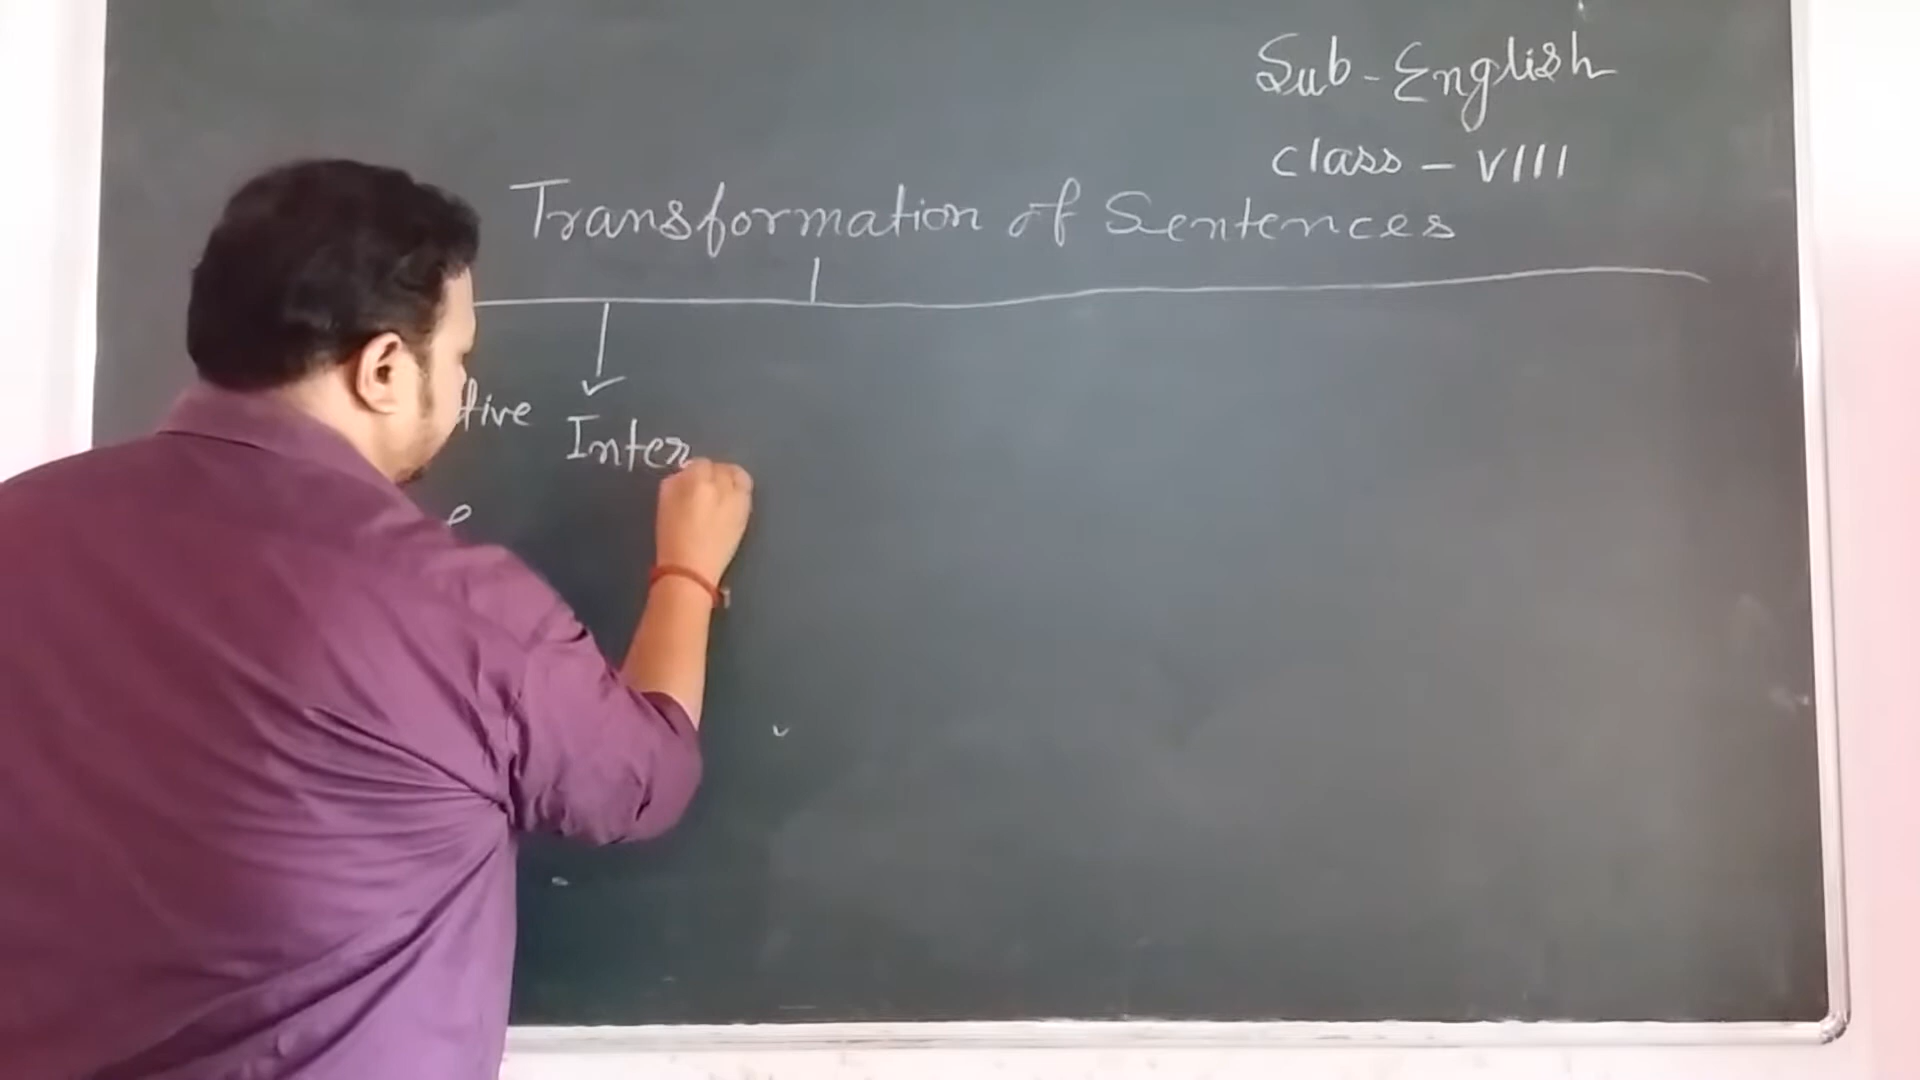 Sub - English
Class - VIII
Transformation of Sentences
tive
Inter
e